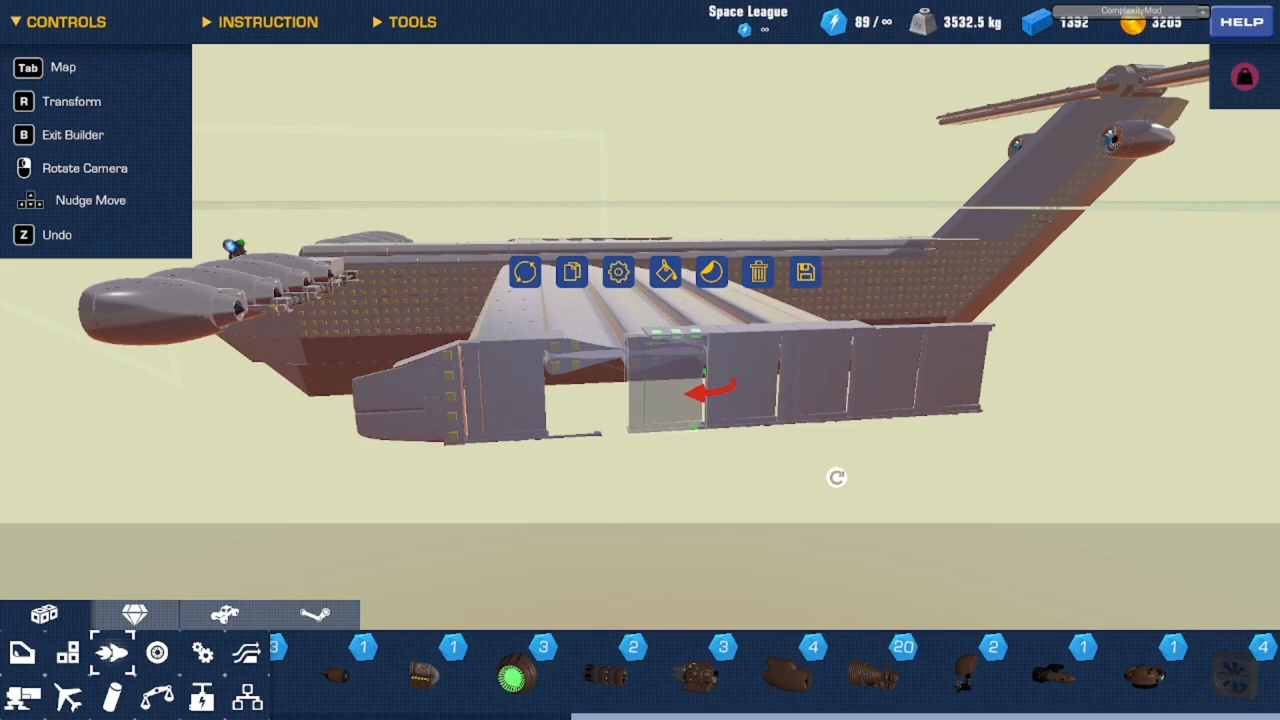 CONTROLS
INSTRUCTION
TOOLS
Space League
∞
89 / ∞
3532.5 kg
1392
ComplexityMod
3205
HELP
Tab Map
R Transform
B Exit Builder
Rotate Camera
Nudge Move
Z Undo
3 1 1 3 2 3 4 20 2 1 1 4